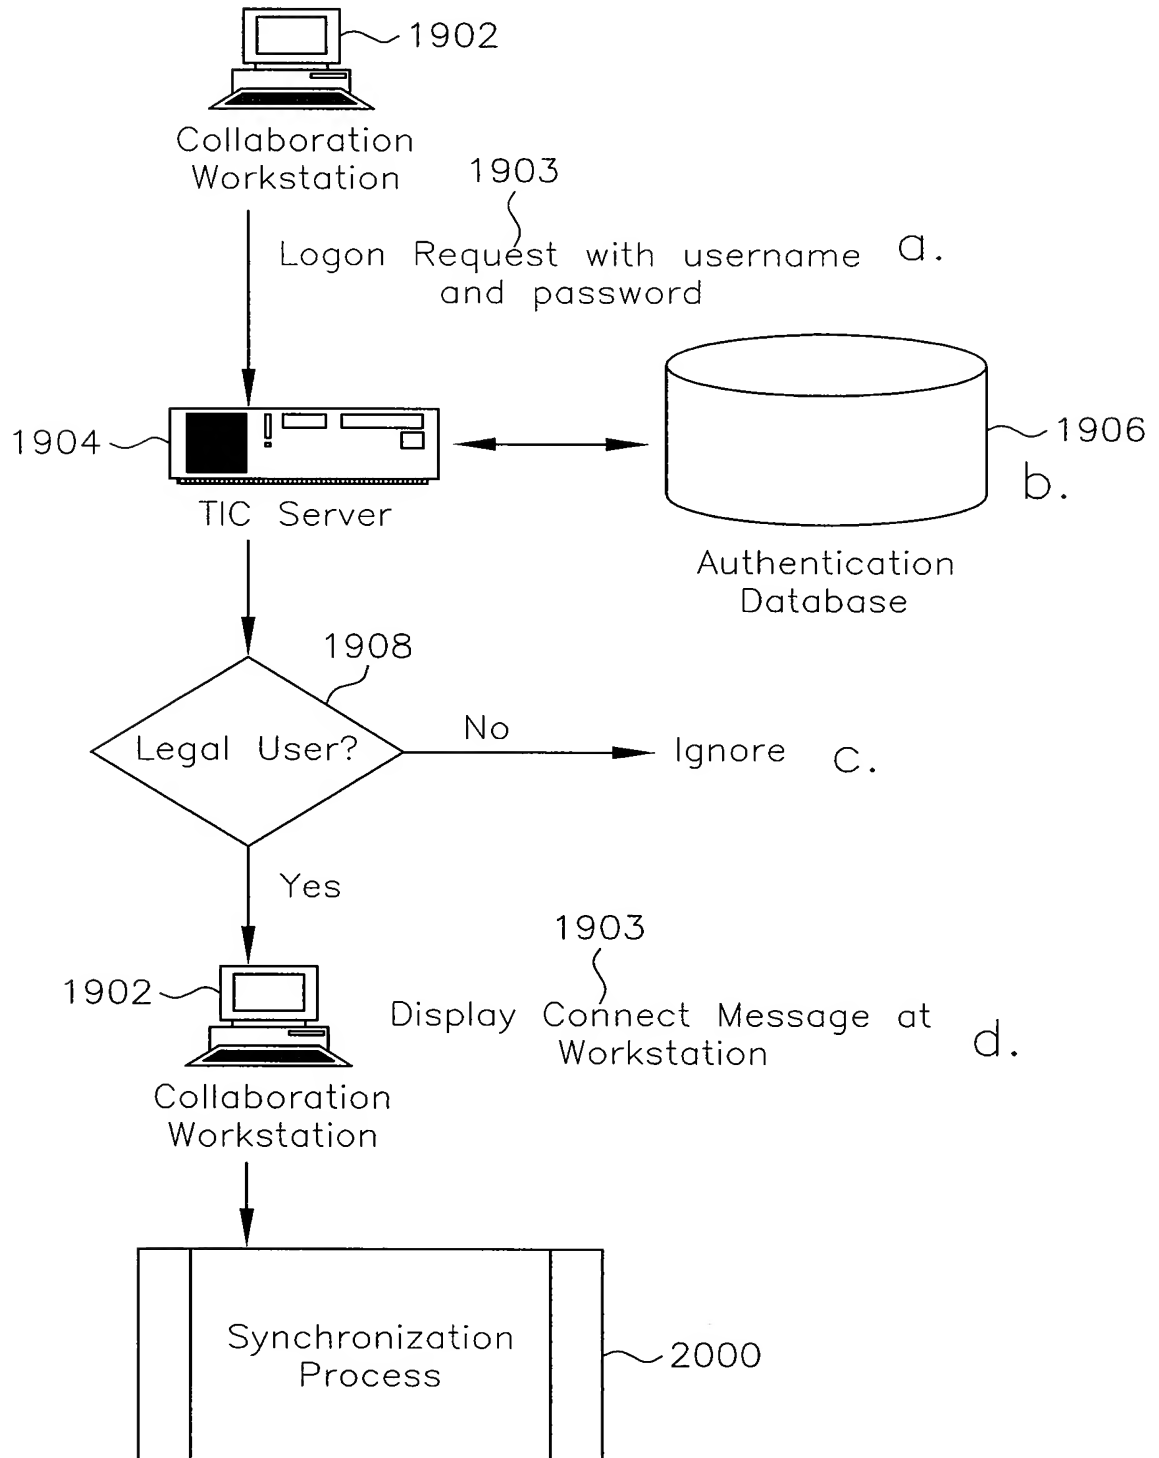 1902
Collaboration
Workstation
1903
Logon Request with username
and password
a.
1904
TIC Server
1906
b.
Authentication
Database
1908
Legal User?
No
Ignore
c.
Yes
1903
1902
Display Connect Message at
Workstation
d.
Collaboration
Workstation
Synchronization
Process
2000